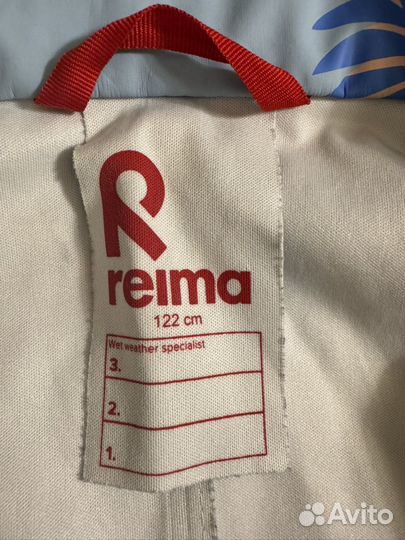 reima
122 cm
Wet weather specialist
3.
2.
1.
Avito